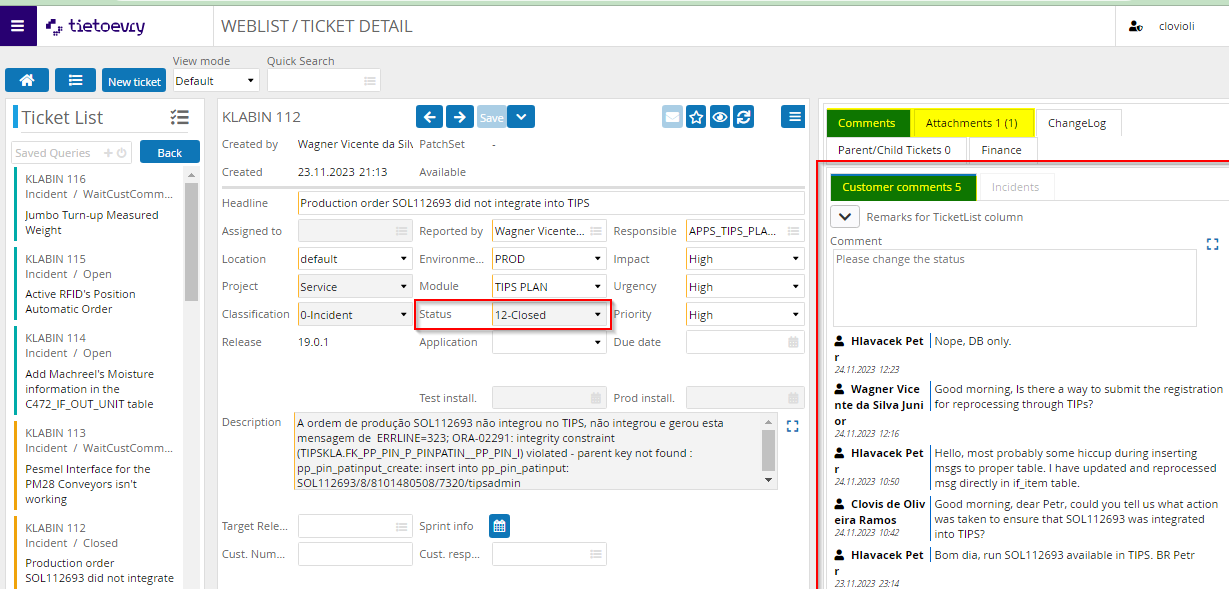 tietoevry
WEBLIST / TICKET DETAIL
clovioli
View mode
Quick Search
New ticket
Default
Ticket List
Saved Queries
Back
KLABIN 116
Incident / WaitCustComm...
Jumbo Turn-up Measured
Weight
KLABIN 115
Incident / Open
Active RFID's Position
Automatic Order
KLABIN 114
Incident / Open
Add Machreel's Moisture
information in the
C472_IF_OUT_UNIT table
KLABIN 113
Incident / WaitCustComm...
Pesmel Interface for the
PM28 Conveyors isn't
working
KLABIN 112
Incident / Closed
Production order
SOL112693 did not integrate
KLABIN 112
Save
Created by Wagner Vicente da Silv PatchSet -
Created 23.11.2023 21:13 Available
Headline Production order SOL112693 did not integrate into TIPS
Assigned to Reported by Wagner Vicente... Responsible APPS_TIPS_PLA...
Location default Environme... PROD Impact High
Project Service Module TIPS PLAN Urgency High
Classification 0-Incident Status 12-Closed Priority High
Release 19.0.1 Application Due date
Test install. Prod install.
Description
A ordem de produção SOL112693 não integrou no TIPS, não integrou e gerou esta
mensagem de ERRLINE=323; ORA-02291: integrity constraint
(TIPSKLA.FK_PP_PIN_P_PINPATIN__PP_PIN_I) violated - parent key not found :
pp_pin_patinput_create: insert into pp_pin_patinput:
SOL112693/8/8101480508/7320/tipsadmin
Target Rele... Sprint info
Cust. Num... Cust. resp...
Comments Attachments 1 (1) ChangeLog
Parent/Child Tickets 0 Finance
Customer comments 5 Incidents
Remarks for TicketList column
Comment
Please change the status
Hlavacek Pet
r
24.11.2023 12:23
Nope, DB only.
Wagner Vice
nte da Silva Juni
or
24.11.2023 12:16
Good morning, Is there a way to submit the registration
for reprocessing through TIPs?
Hlavacek Pet
r
24.11.2023 10:50
Hello, most probably some hiccup during inserting
msgs to proper table. I have updated and reprocessed
msg directly in if_item table.
Clovis de Oliv
eira Ramos
24.11.2023 10:42
Good morning, dear Petr, could you tell us what action
was taken to ensure that SOL112693 was integrated
into TIPS?
Hlavacek Pet
r
23.11.2023 23:14
Bom dia, run SOL112693 available in TIPS. BR Petr